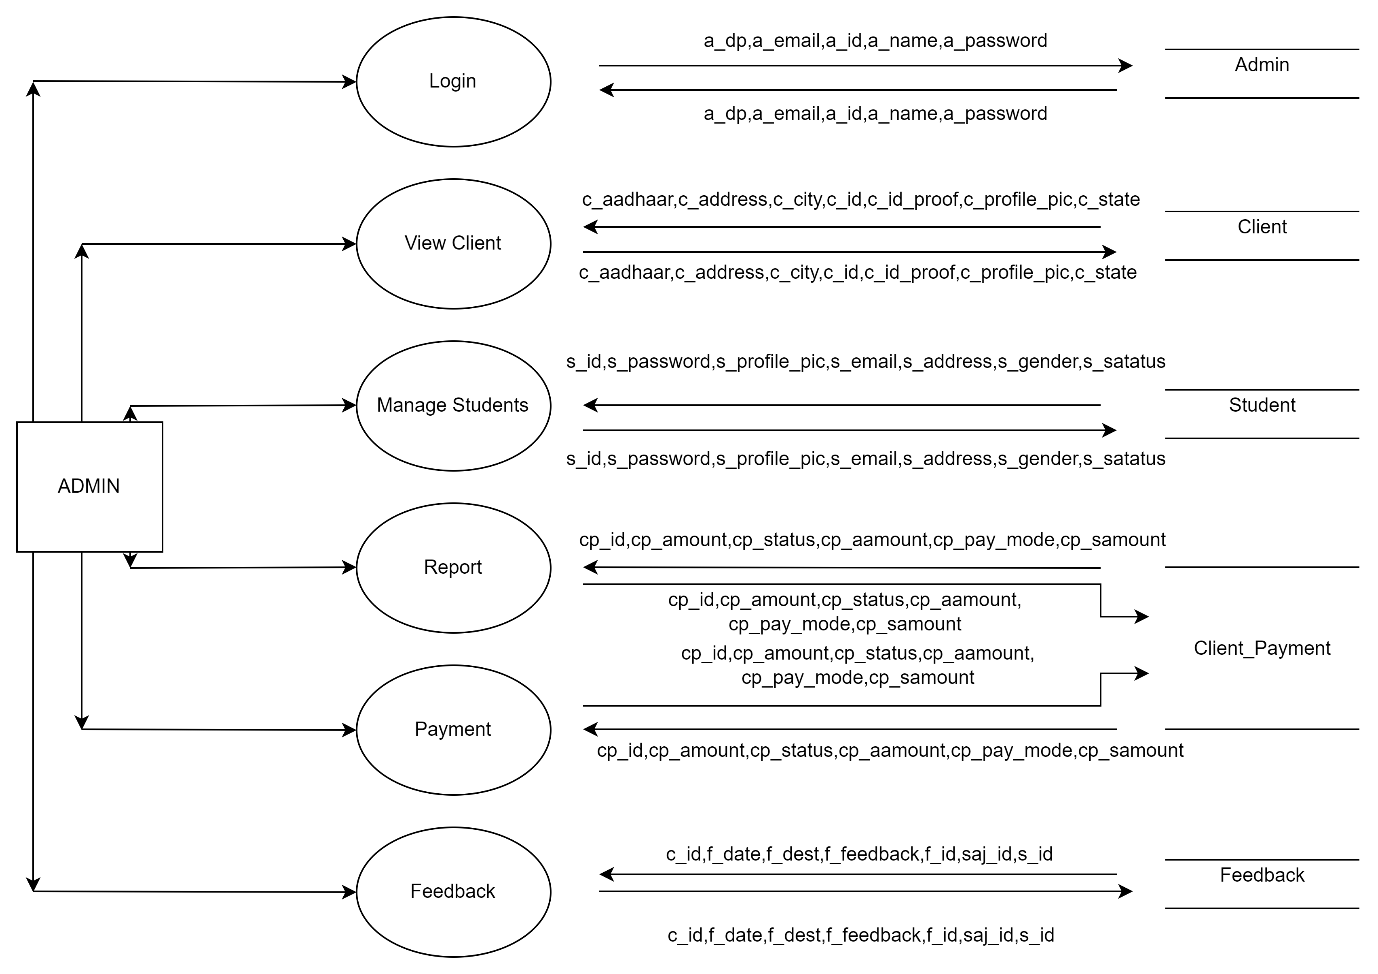 a_dp,a_email,a_id,a_name,a_password
Login
Admin
a_dp,a_email,a_id,a_name,a_password
c_aadhaar,c_address,c_city,c_id,c_id_proof,c_profile_pic,c_state
View Client
Client
c_aadhaar,c_address,c_city,c_id,c_id_proof,c_profile_pic,c_state
s_id,s_password,s_profile_pic,s_email,s_address,s_gender,s_satatus
Manage Students
Student
s_id,s_password,s_profile_pic,s_email,s_address,s_gender,s_satatus
ADMIN
cp_id,cp_amount,cp_status,cp_aamount,cp_pay_mode,cp_samount
Report
cp_id,cp_amount,cp_status,cp_aamount,
cp_pay_mode,cp_samount
Client_Payment
cp_id,cp_amount,cp_status,cp_aamount,
cp_pay_mode,cp_samount
Payment
cp_id,cp_amount,cp_status,cp_aamount,cp_pay_mode,cp_samount
c_id,f_date,f_dest,f_feedback,f_id,saj_id,s_id
Feedback
Feedback
c_id,f_date,f_dest,f_feedback,f_id,saj_id,s_id